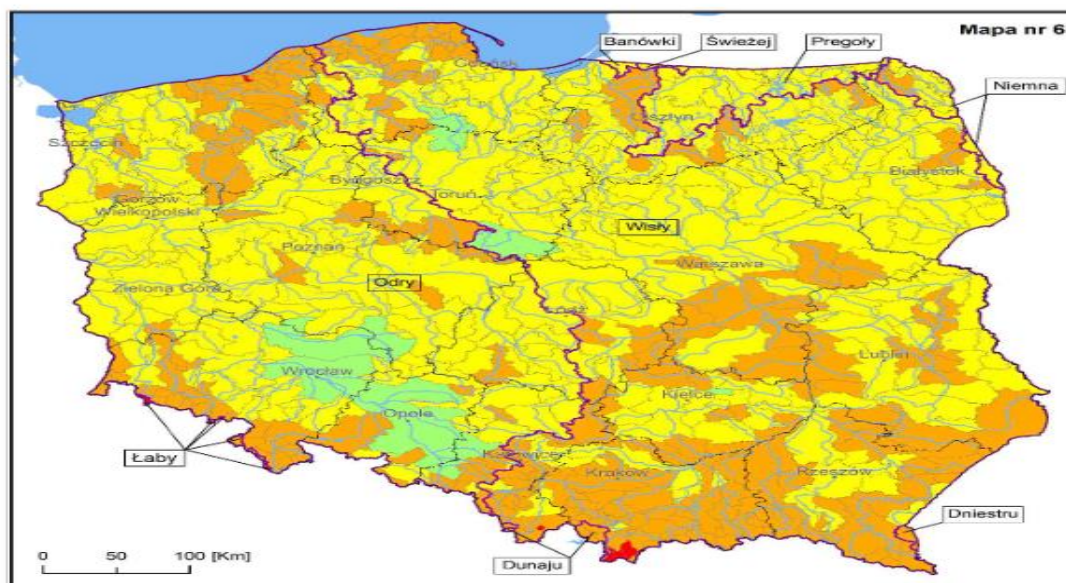 Mapa nr 6
Banówki
Świeżej
Pregoły
Niemna
Gdańsk
Olsztyn
Szczecin
Białystok
Bydgoszcz
Toruń
Gorzów
Wielkopolski
Wisły
Poznań
Warszawa
Odry
Zielona Góra
Łódź
Lublin
Wrocław
Kielce
Opole
Łaby
Katowice
Kraków
Rzeszów
Dniestru
0 50 100 [Km]
Dunaju